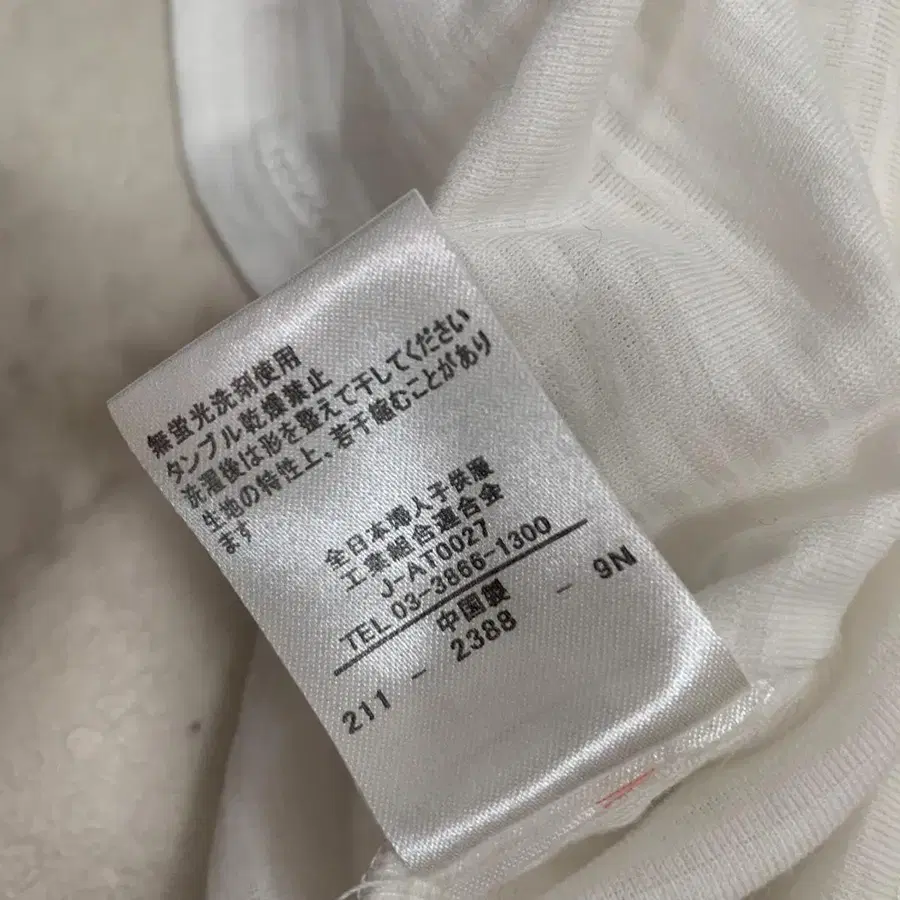 無蛍光洗剤使用
タンブル乾燥禁止
洗濯後は形を整えて干してください
生地の特性上、若干縮むことがあり
ます
全日本婦人子供服
工業組合連合会
J-AT0027
TEL 03-3866-1300
中国製
211 - 2388 - 9N